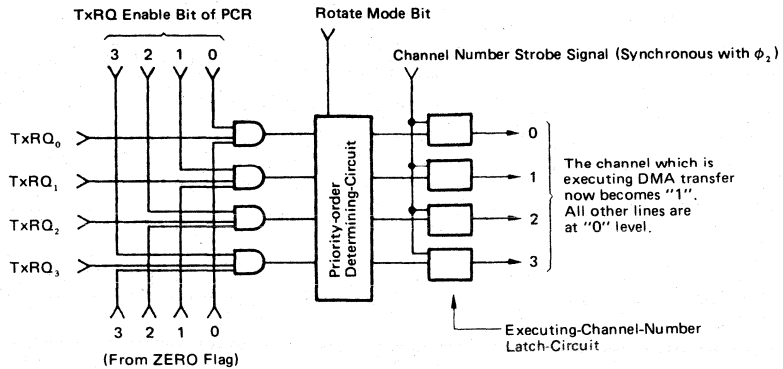 TxRQ Enable Bit of PCR
Rotate Mode Bit
3 2 1 0
Channel Number Strobe Signal (Synchronous with ϕ₂)
TxRQ₀
TxRQ₁
TxRQ₂
TxRQ₃
Priority-order
Determining-Circuit
0
1
2
3
The channel which is
executing DMA transfer
now becomes "1".
All other lines are
at "0" level.
3 2 1 0
(From ZERO Flag)
Executing-Channel-Number
Latch-Circuit